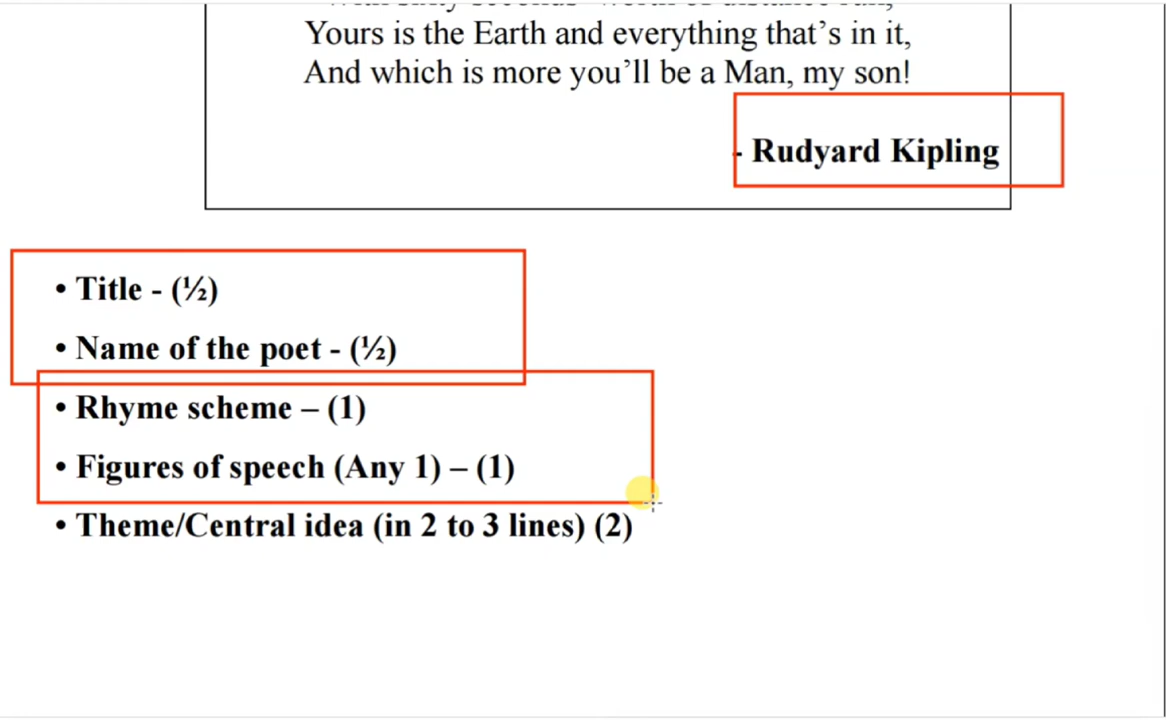 Yours is the Earth and everything that’s in it,
And which is more you’ll be a Man, my son!
- Rudyard Kipling
• Title - (½)
• Name of the poet - (½)
• Rhyme scheme – (1)
• Figures of speech (Any 1) – (1)
• Theme/Central idea (in 2 to 3 lines) (2)